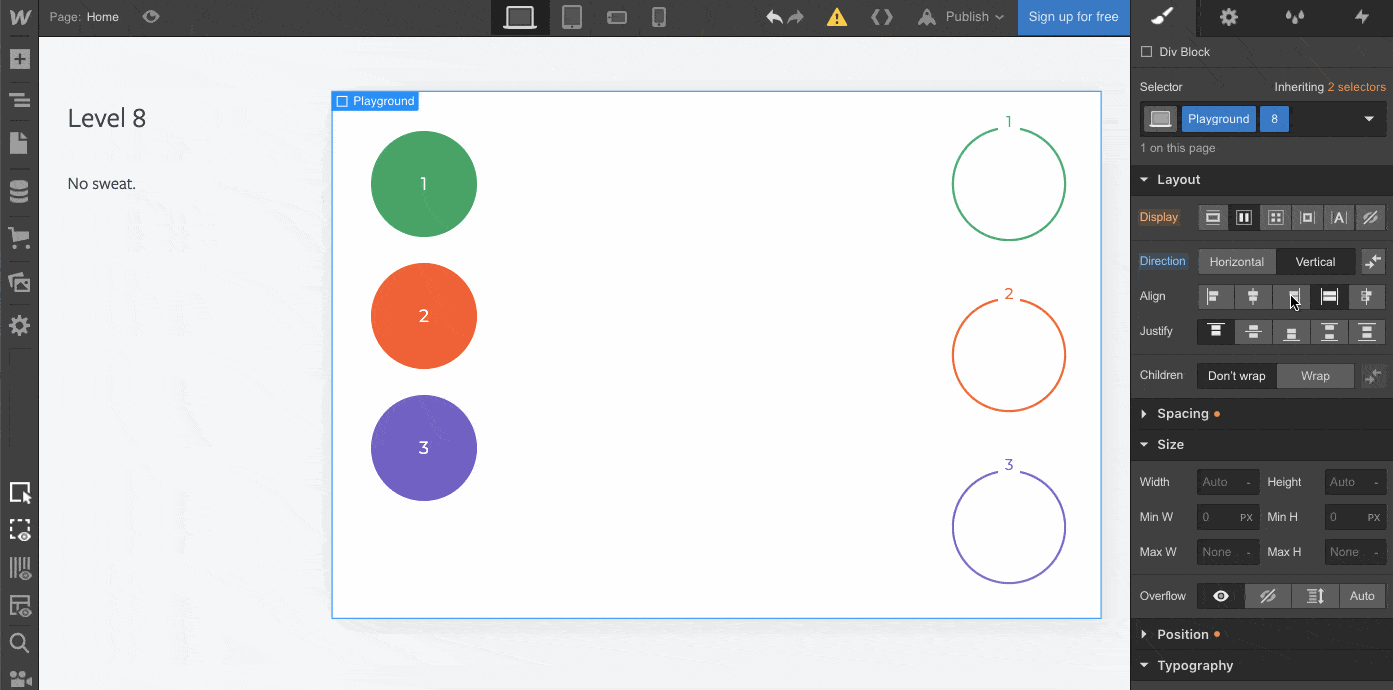 W Page: Home Publish Sign up for free
Div Block
Level 8
No sweat.
Playground
1
2
3
1
2
3
Selector Inheriting 2 selectors
Playground 8
1 on this page
Layout
Display A
Direction Horizontal Vertical
Align
Justify
Children Don't wrap Wrap
Spacing
Size
Width Auto - Height Auto -
Min W 0 PX Min H 0 PX
Max W None - Max H None -
Overflow Auto
Position
Typography